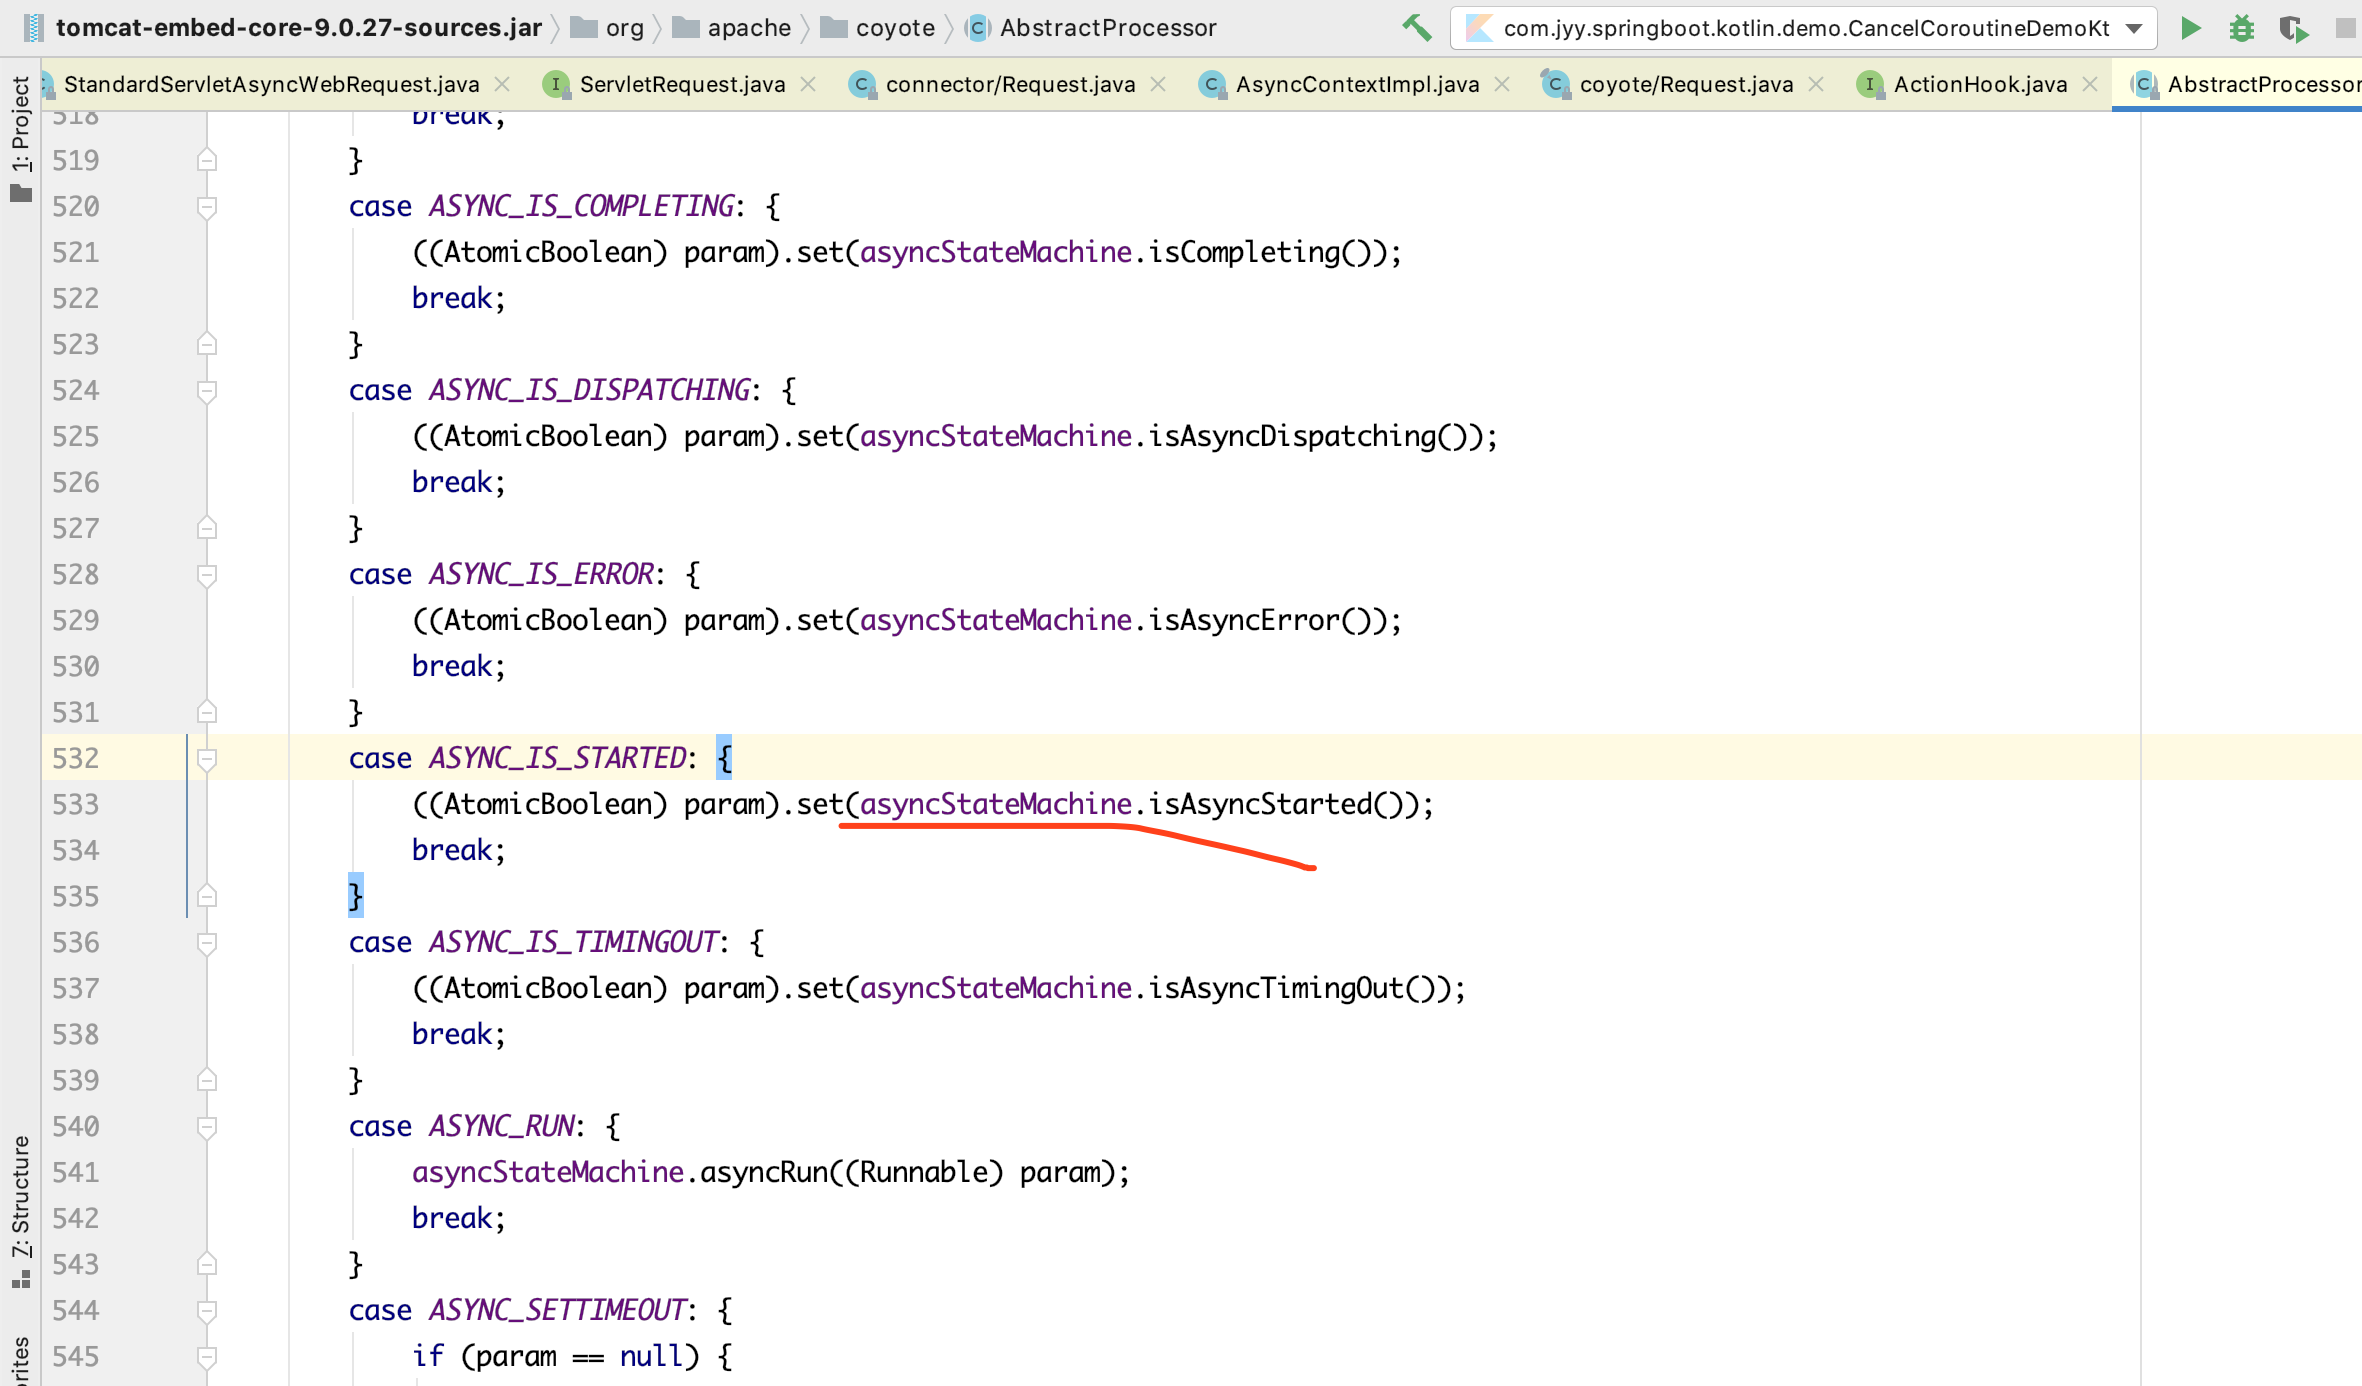 tomcat-embed-core-9.0.27-sources.jar org apache coyote AbstractProcessor com.jyy.springboot.kotlin.demo.CancelCoroutineDemoKt
StandardServletAsyncWebRequest.java ServletRequest.java connector/Request.java AsyncContextImpl.java coyote/Request.java ActionHook.java AbstractProcessor
1: Project
7: Structure
518 break;
519 }
520 case ASYNC_IS_COMPLETING: {
521 ((AtomicBoolean) param).set(asyncStateMachine.isCompleting());
522 break;
523 }
524 case ASYNC_IS_DISPATCHING: {
525 ((AtomicBoolean) param).set(asyncStateMachine.isAsyncDispatching());
526 break;
527 }
528 case ASYNC_IS_ERROR: {
529 ((AtomicBoolean) param).set(asyncStateMachine.isAsyncError());
530 break;
531 }
532 case ASYNC_IS_STARTED: {
533 ((AtomicBoolean) param).set(asyncStateMachine.isAsyncStarted());
534 break;
535 }
536 case ASYNC_IS_TIMINGOUT: {
537 ((AtomicBoolean) param).set(asyncStateMachine.isAsyncTimingOut());
538 break;
539 }
540 case ASYNC_RUN: {
541 asyncStateMachine.asyncRun((Runnable) param);
542 break;
543 }
544 case ASYNC_SETTIMEOUT: {
545 if (param == null) {